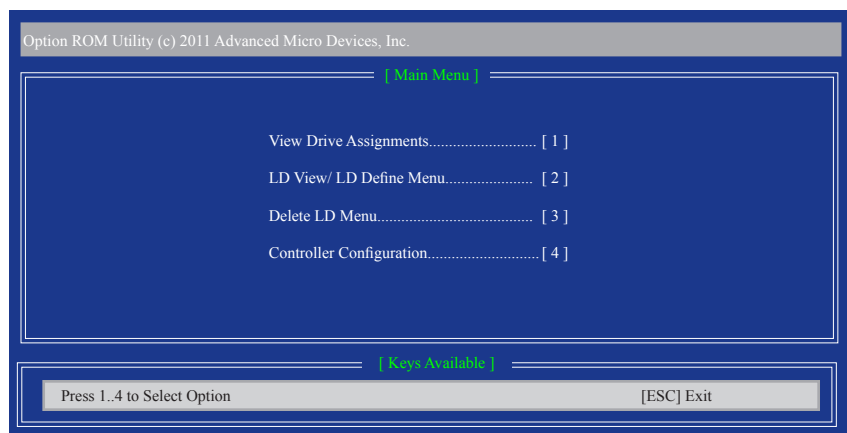 Option ROM Utility (c) 2011 Advanced Micro Devices, Inc.
[ Main Menu ]
View Drive Assignments........................... [ 1 ]
LD View/ LD Define Menu...................... [ 2 ]
Delete LD Menu....................................... [ 3 ]
Controller Configuration............................[ 4 ]
[ Keys Available ]
Press 1..4 to Select Option [ESC] Exit